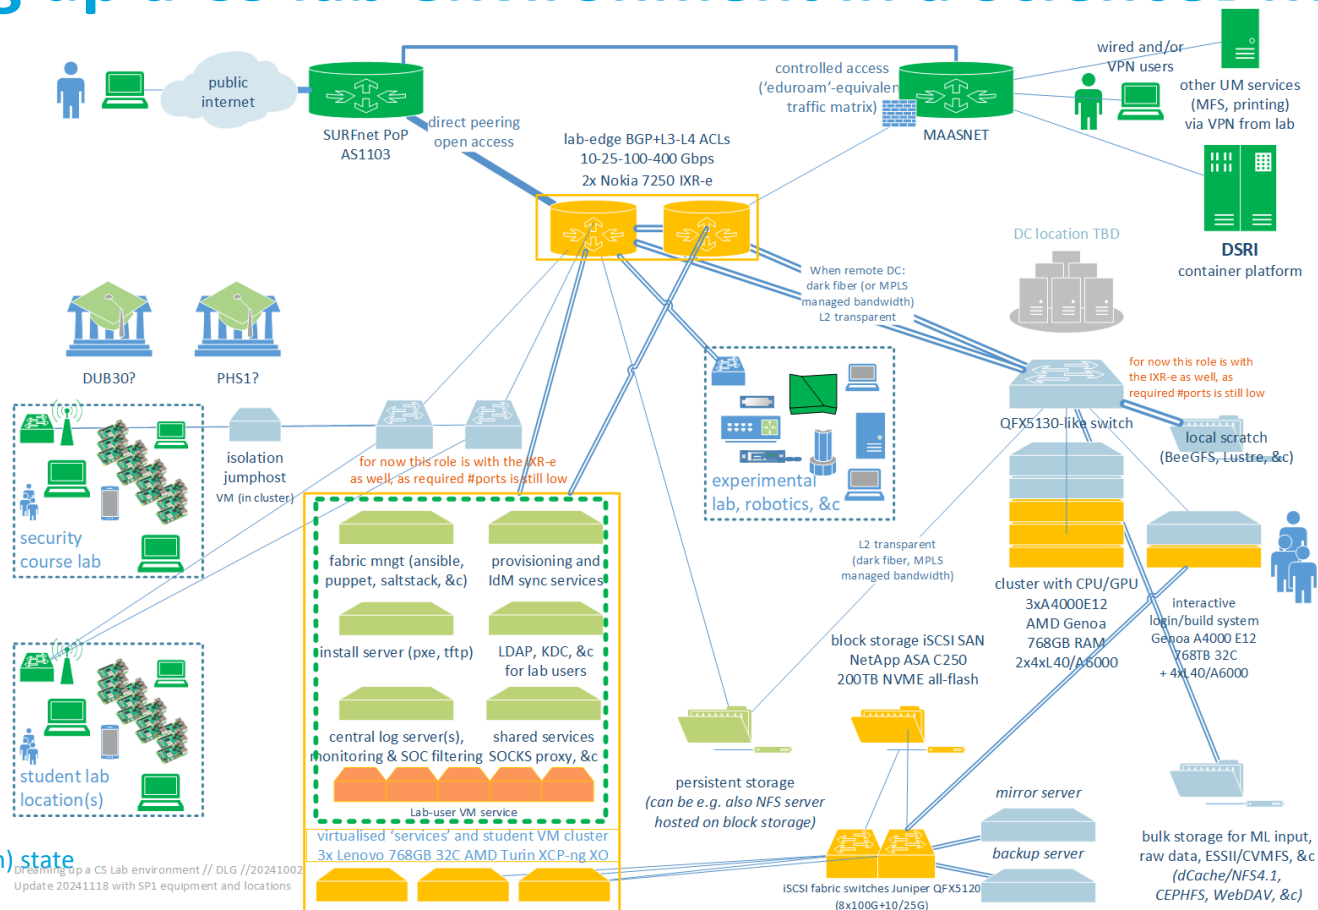 public
internet
SURFnet PoP
AS1103
direct peering
open access
lab-edge BGP+L3-L4 ACLs
10-25-100-400 Gbps
2x Nokia 7250 IXR-e
controlled access
('eduroam'-equivalen
traffic matrix)
MAASNET
wired and/or
VPN users
other UM services
(MFS, printing)
via VPN from lab
DSRI
container platform
DC location TBD
When remote DC:
dark fiber (or MPLS
managed bandwidth)
L2 transparent
DUB30?
PHS1?
for now this role is with
the IXR-e as well, as
required #ports is still low
QFX5130-like switch
local scratch
(BeeGFS, Lustre, &c)
isolation
jumphost
VM (in cluster)
for now this role is with the IXR-e
as well, as required #ports is still low
security
course lab
experimental
lab, robotics, &c
fabric mngt (ansible,
puppet, saltstack, &c)
provisioning and
IdM sync services
install server (pxe, tftp)
LDAP, KDC, &c
for lab users
central log server(s),
monitoring & SOC filtering
shared services
SOCKS proxy, &c
Lab-user VM service
virtualised 'services' and student VM cluster
3x Lenovo 768GB 32C AMD Turin XCP-ng XO
L2 transparent
(dark fiber, MPLS
managed bandwidth)
cluster with CPU/GPU
3xA4000E12
AMD Genoa
768GB RAM
2x4xL40/A6000
interactive
login/build system
Genoa A4000 E12
768TB 32C
+ 4xL40/A6000
block storage iSCSI SAN
NetApp ASA C250
200TB NVME all-flash
persistent storage
(can be e.g. also NFS server
hosted on block storage)
student lab
location(s)
mirror server
backup server
iSCSI fabric switches Juniper QFX5120
(8x100G+10/25G)
bulk storage for ML input,
raw data, ESSII/CVMFS, &c
(dCache/NFS4.1,
CEPHFS, WebDAV, &c)
) state
Dreaming up a CS Lab environment // DLG //20241002
Update 20241118 with SP1 equipment and locations